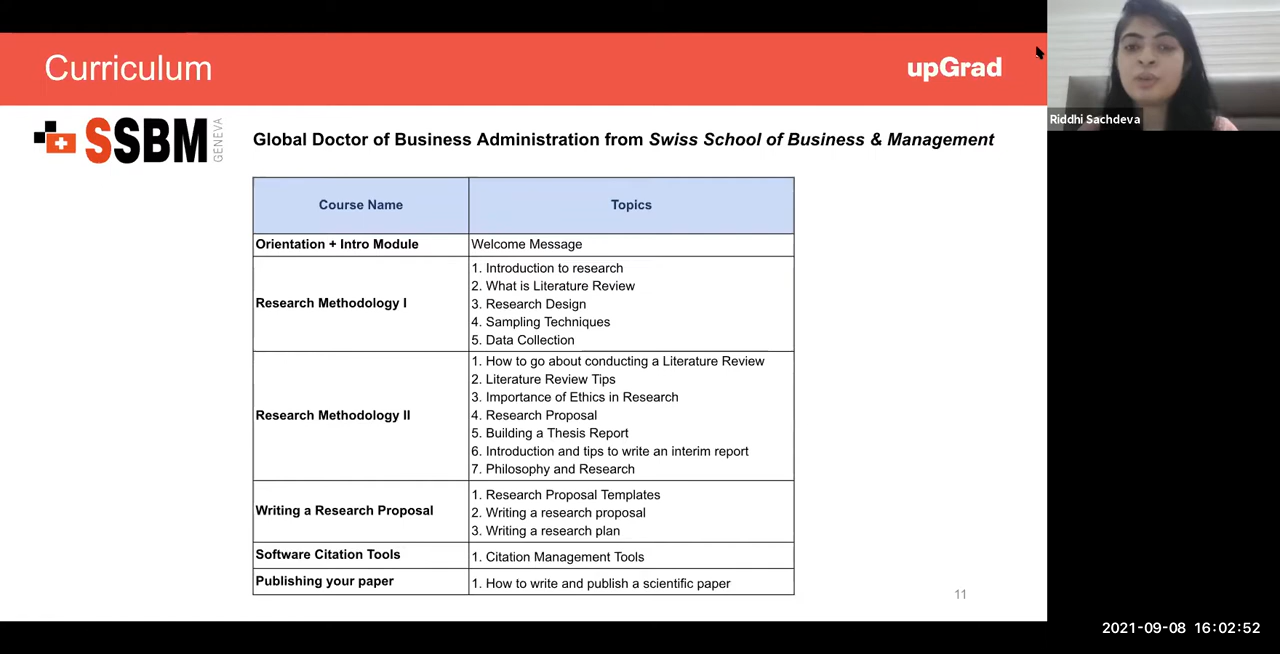 Curriculum
upGrad
Riddhi Sachdeva
SSBM
GENEVA
Global Doctor of Business Administration from Swiss School of Business & Management
Course Name
Topics
Orientation + Intro Module
Welcome Message
Research Methodology I
1. Introduction to research
2. What is Literature Review
3. Research Design
4. Sampling Techniques
5. Data Collection
Research Methodology II
1. How to go about conducting a Literature Review
2. Literature Review Tips
3. Importance of Ethics in Research
4. Research Proposal
5. Building a Thesis Report
6. Introduction and tips to write an interim report
7. Philosophy and Research
Writing a Research Proposal
1. Research Proposal Templates
2. Writing a research proposal
3. Writing a research plan
Software Citation Tools
1. Citation Management Tools
Publishing your paper
1. How to write and publish a scientific paper
11
2021-09-08 16:02:52